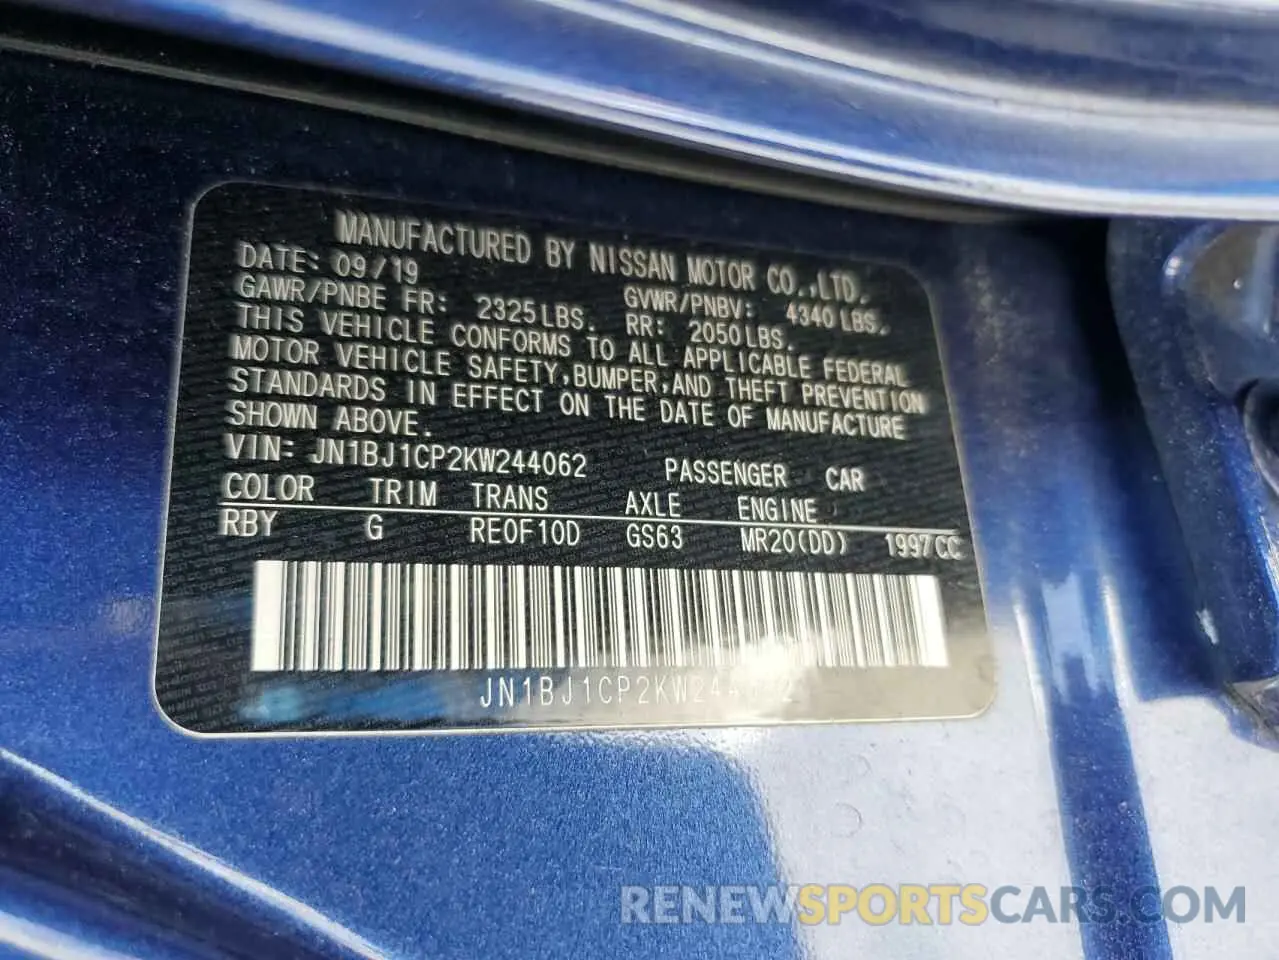 MANUFACTURED BY NISSAN MOTOR CO.,LTD.
DATE: 09/19
GAWR/PNBE FR: 2325LBS. GVWR/PNBV: 4340LBS.
RR: 2050LBS.
THIS VEHICLE CONFORMS TO ALL APPLICABLE FEDERAL
MOTOR VEHICLE SAFETY,BUMPER,AND THEFT PREVENTION
STANDARDS IN EFFECT ON THE DATE OF MANUFACTURE
SHOWN ABOVE.
VIN: JN1BJ1CP2KW244062 PASSENGER CAR
COLOR TRIM TRANS AXLE ENGINE
RBY G RE0F10D GS63 MR20(DD) 1997CC
RENEWSPORTSCARS.COM